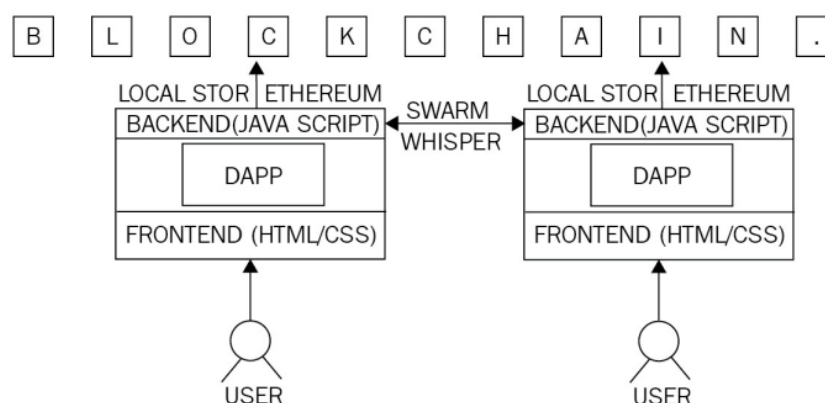 B L O C K C H A I N .
LOCAL STOR ETHEREUM LOCAL STOR ETHEREUM
BACKEND(JAVA SCRIPT) SWARM BACKEND(JAVA SCRIPT)
WHISPER
DAPP DAPP
FRONTEND (HTML/CSS) FRONTEND (HTML/CSS)
USER USER